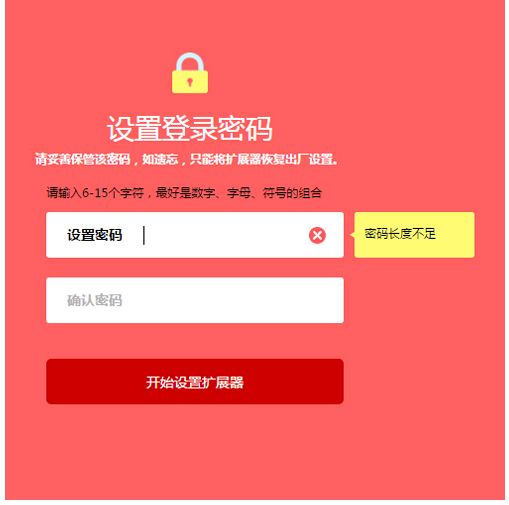 设置登录密码
请妥善保管该密码，如遗忘，只能将扩展器恢复出厂设置。
请输入6-15个字符，最好是数字、字母、符号的组合
设置密码
密码长度不足
确认密码
开始设置扩展器